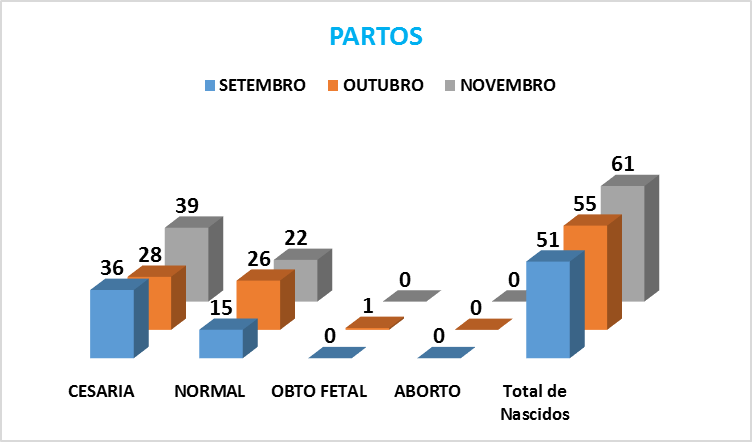 PARTOS
SETEMBRO OUTUBRO NOVEMBRO
36 28 39
15 26 22
0 1 0
0 0 0
51 55 61
CESARIA NORMAL OBTO FETAL ABORTO Total de
Nascidos